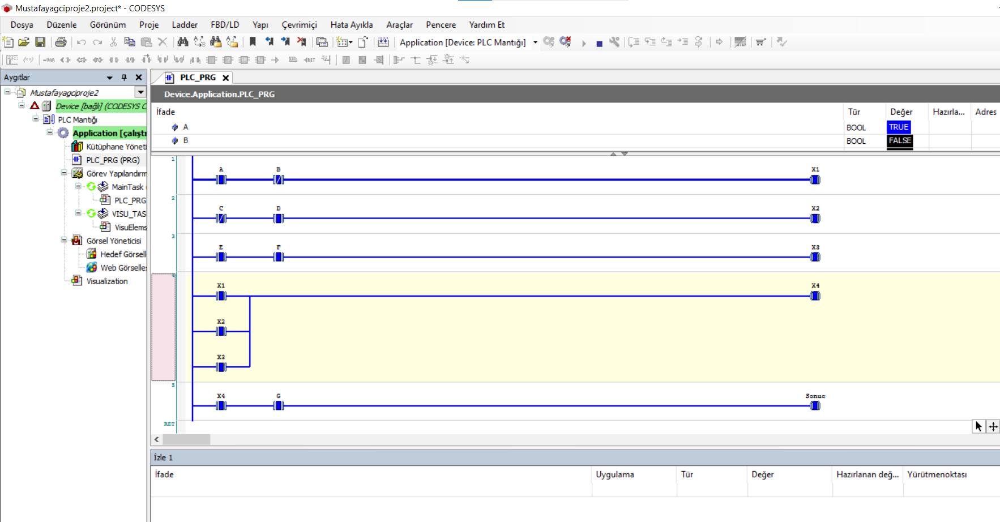 Mustafayagciproje2.project* - CODESYS
Dosya Düzenle Görünüm Proje Ladder FBD/LD Yapı Çevrimiçi Hata Ayıkla Araçlar Pencere Yardım Et
Application [Device: PLC Mantığı]
Aygıtlar
Mustafayagciproje2
Device [bağlı] (CODESYS C
PLC Mantığı
Application [çalıştı
Kütüphane Yöneti
PLC_PRG (PRG)
Görev Yapılandırm
MainTask
PLC_PRG
VISU_TAS
VisuElems
Görsel Yöneticisi
Hedef Görsell
Web Görselle
Visualization
PLC_PRG
Device.Application.PLC_PRG
İfade Tür Değer Hazırla... Adres
A BOOL TRUE
B BOOL FALSE
1
A B X1
2
C D X2
3
E F X3
4
X1 X4
X2
X3
5
X4 G Sonuc
RET
İzle 1
İfade Uygulama Tür Değer Hazırlanan değ... Yürütmenoktası